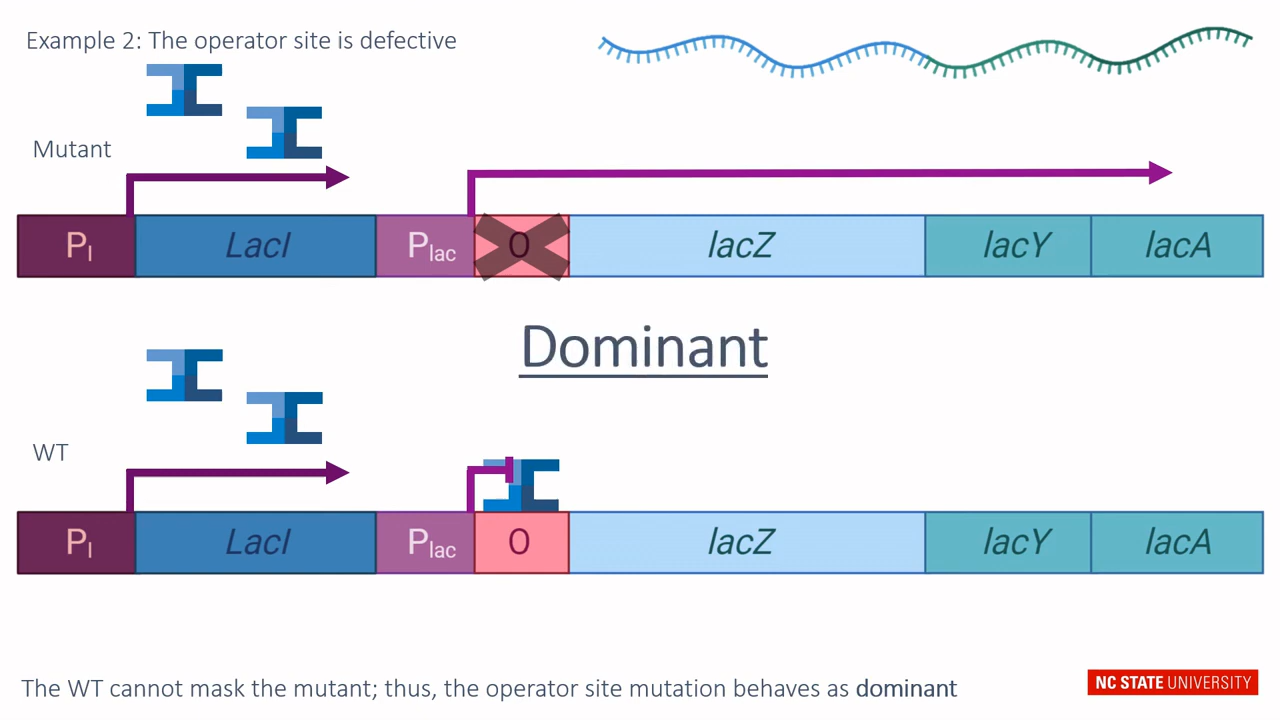 Example 2: The operator site is defective
Mutant
P_I LacI P_lac O lacZ lacY lacA
Dominant
WT
P_I LacI P_lac O lacZ lacY lacA
The WT cannot mask the mutant; thus, the operator site mutation behaves as dominant
NC STATE UNIVERSITY